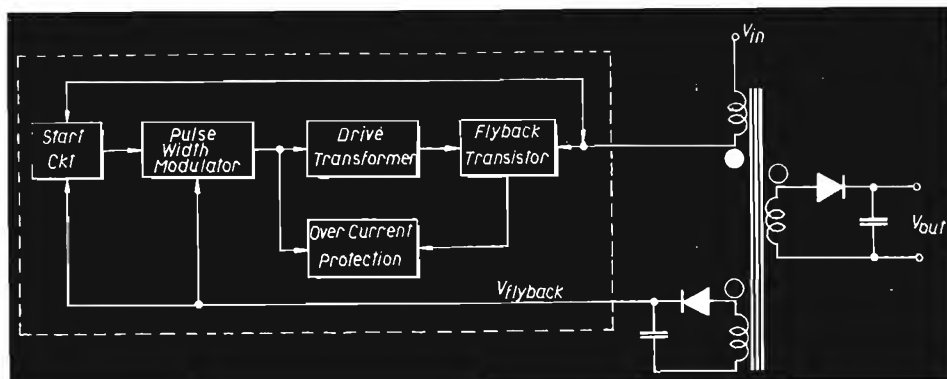 Vin
Start
Ckt
Pulse
Width
Modulator
Drive
Transformer
Flyback
Transistor
Over Current
Protection
Vout
Vflyback